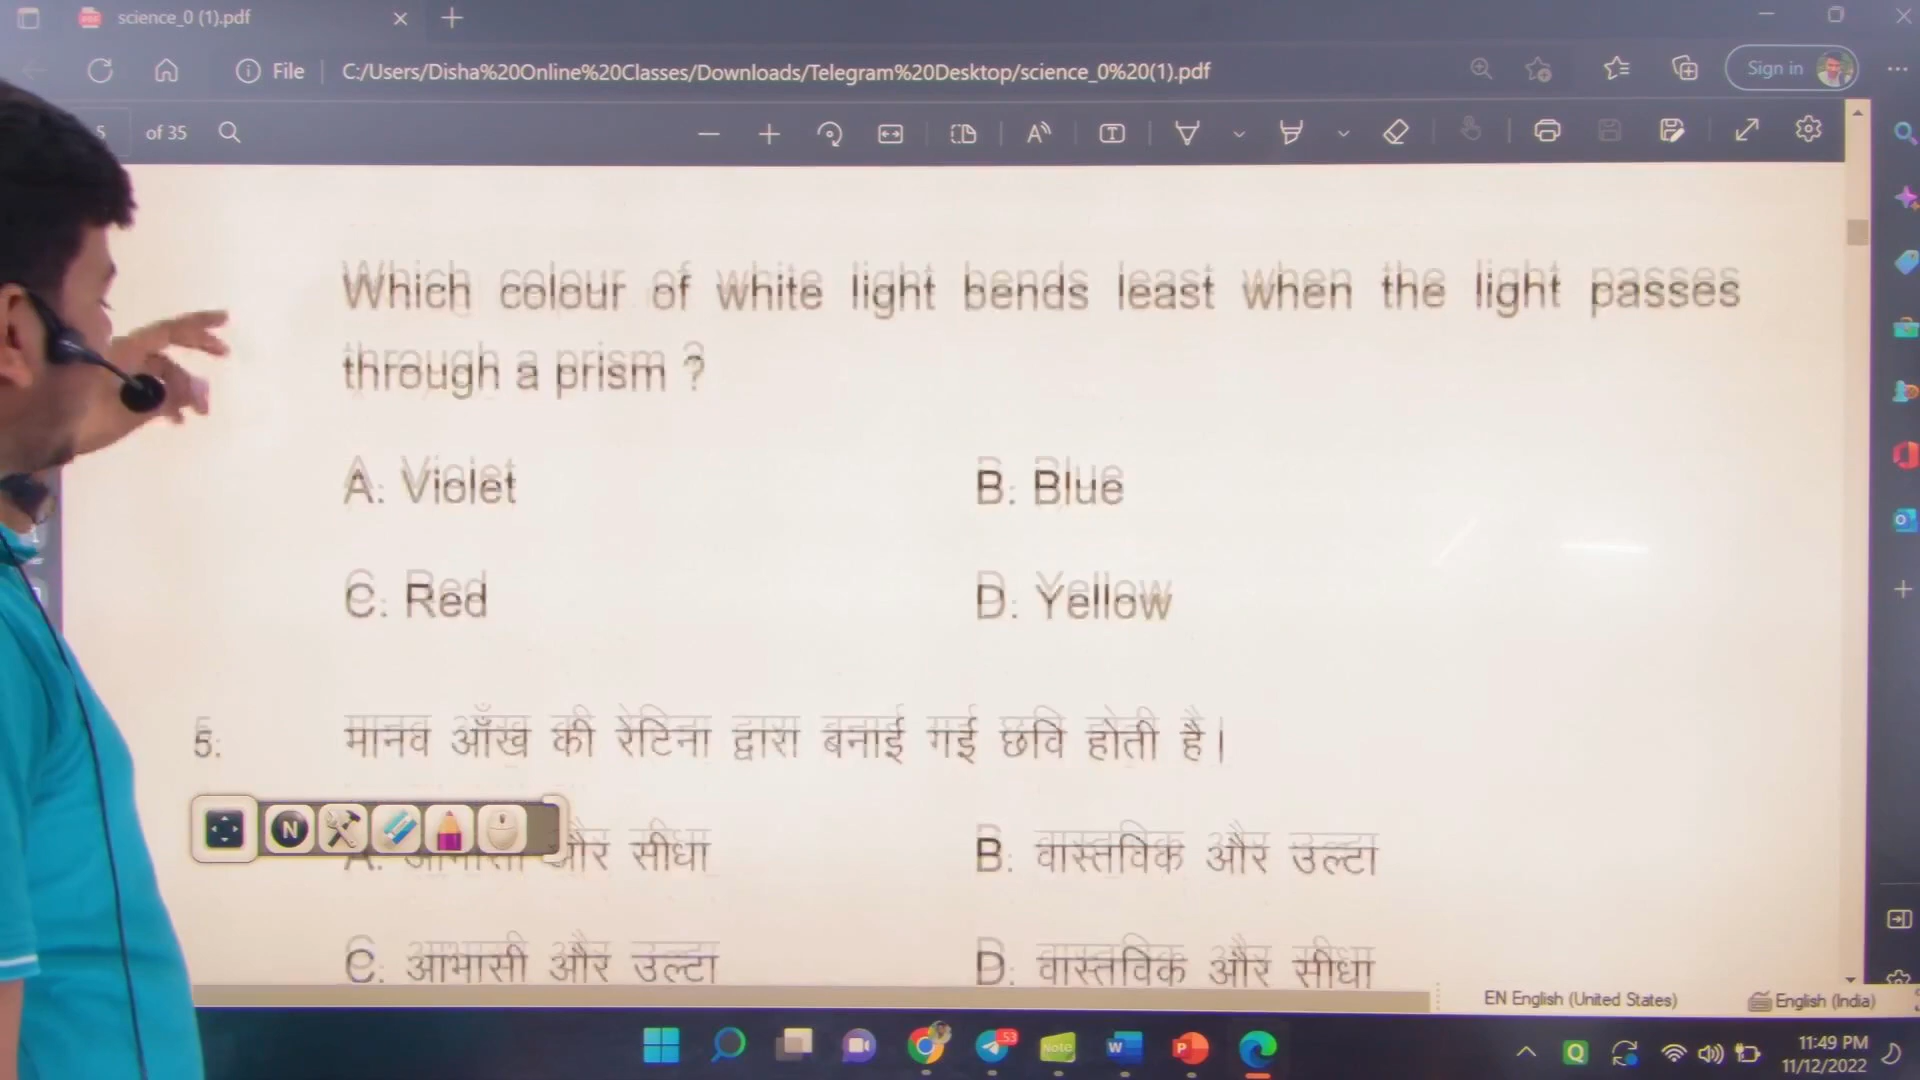 science_0 (1).pdf
File
C:/Users/Disha%20Online%20Classes/Downloads/Telegram%20Desktop/science_0%20(1).pdf
Sign in
5 of 35
Which colour of white light bends least when the light passes
through a prism ?
A. Violet
B. Blue
C. Red
D. Yellow
5. मानव आँख की रेटिना द्वारा बनाई गई छवि होती है।
A. और सीधा
B. वास्तविक और उल्टा
C. आभासी और उल्टा
D. वास्तविक और सीधा
EN English (United States)
English (India)
53
Note
11:49 PM
11/12/2022